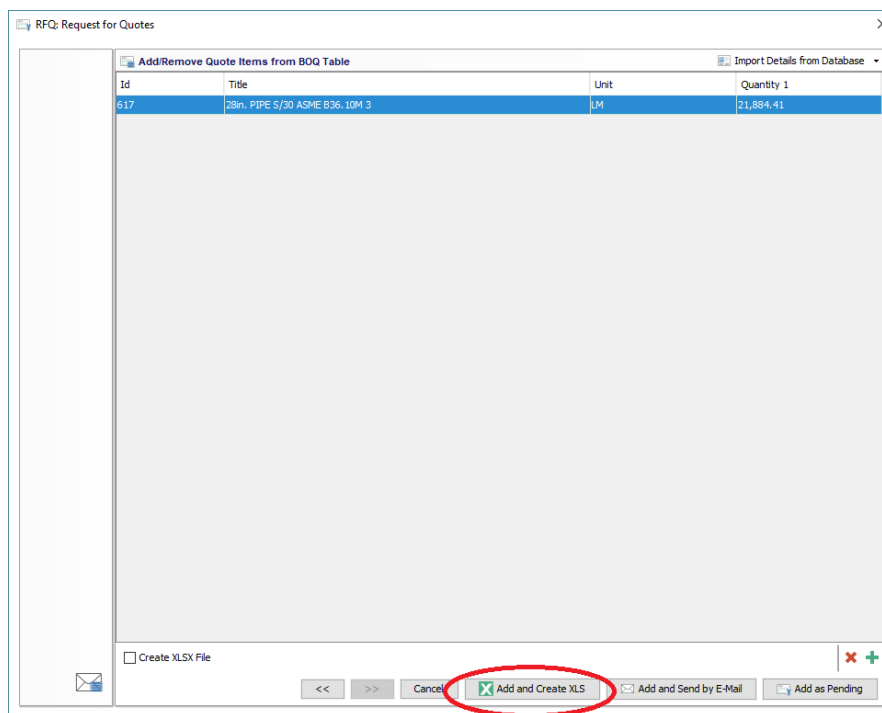 RFQ: Request for Quotes
Add/Remove Quote Items from BOQ Table Import Details from Database
Id Title Unit Quantity 1
617 28in. PIPE S/30 ASME B36.10M 3 LM 21,884.41
Create XLSX File
<< >> Cancel Add and Create XLS Add and Send by E-Mail Add as Pending